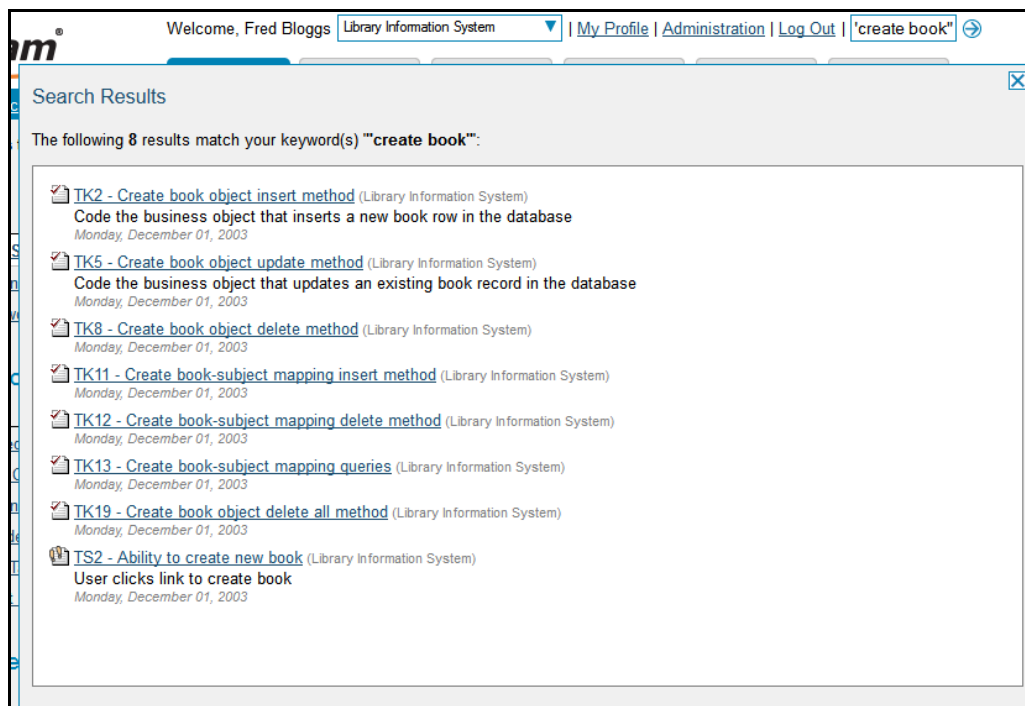 am®
Welcome, Fred Bloggs Library Information System | My Profile | Administration | Log Out | "create book"
Search Results
The following 8 results match your keyword(s) ""create book"":
TK2 - Create book object insert method (Library Information System)
Code the business object that inserts a new book row in the database
Monday, December 01, 2003
TK5 - Create book object update method (Library Information System)
Code the business object that updates an existing book record in the database
Monday, December 01, 2003
TK8 - Create book object delete method (Library Information System)
Monday, December 01, 2003
TK11 - Create book-subject mapping insert method (Library Information System)
Monday, December 01, 2003
TK12 - Create book-subject mapping delete method (Library Information System)
Monday, December 01, 2003
TK13 - Create book-subject mapping queries (Library Information System)
Monday, December 01, 2003
TK19 - Create book object delete all method (Library Information System)
Monday, December 01, 2003
TS2 - Ability to create new book (Library Information System)
User clicks link to create book
Monday, December 01, 2003